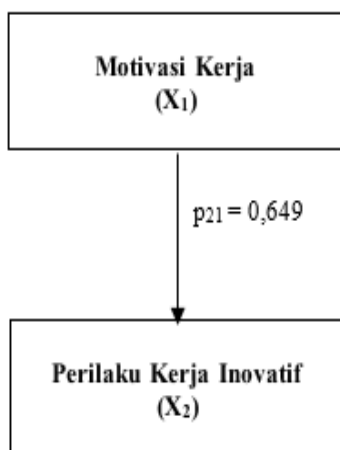 Motivasi Kerja
(X₁)
p₂₁ = 0,649
Perilaku Kerja Inovatif
(X₂)